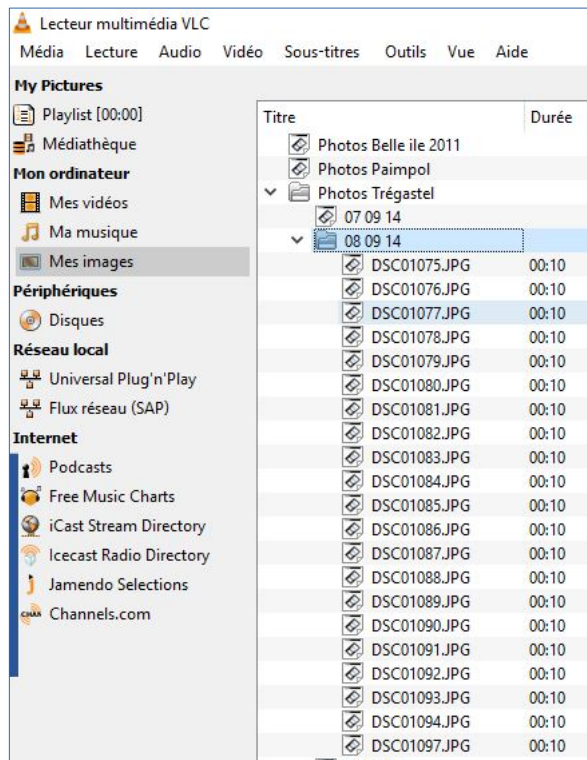 Lecteur multimédia VLC
Média Lecture Audio Vidéo Sous-titres Outils Vue Aide
My Pictures
Playlist [00:00]
Médiathèque
Mon ordinateur
Mes vidéos
Ma musique
Mes images
Périphériques
Disques
Réseau local
Universal Plug'n'Play
Flux réseau (SAP)
Internet
Podcasts
Free Music Charts
iCast Stream Directory
Icecast Radio Directory
Jamendo Selections
Channels.com
Titre Durée
Photos Belle ile 2011
Photos Paimpol
Photos Trégastel
07 09 14
08 09 14
DSC01075.JPG 00:10
DSC01076.JPG 00:10
DSC01077.JPG 00:10
DSC01078.JPG 00:10
DSC01079.JPG 00:10
DSC01080.JPG 00:10
DSC01081.JPG 00:10
DSC01082.JPG 00:10
DSC01083.JPG 00:10
DSC01084.JPG 00:10
DSC01085.JPG 00:10
DSC01086.JPG 00:10
DSC01087.JPG 00:10
DSC01088.JPG 00:10
DSC01089.JPG 00:10
DSC01090.JPG 00:10
DSC01091.JPG 00:10
DSC01092.JPG 00:10
DSC01093.JPG 00:10
DSC01094.JPG 00:10
DSC01097.JPG 00:10